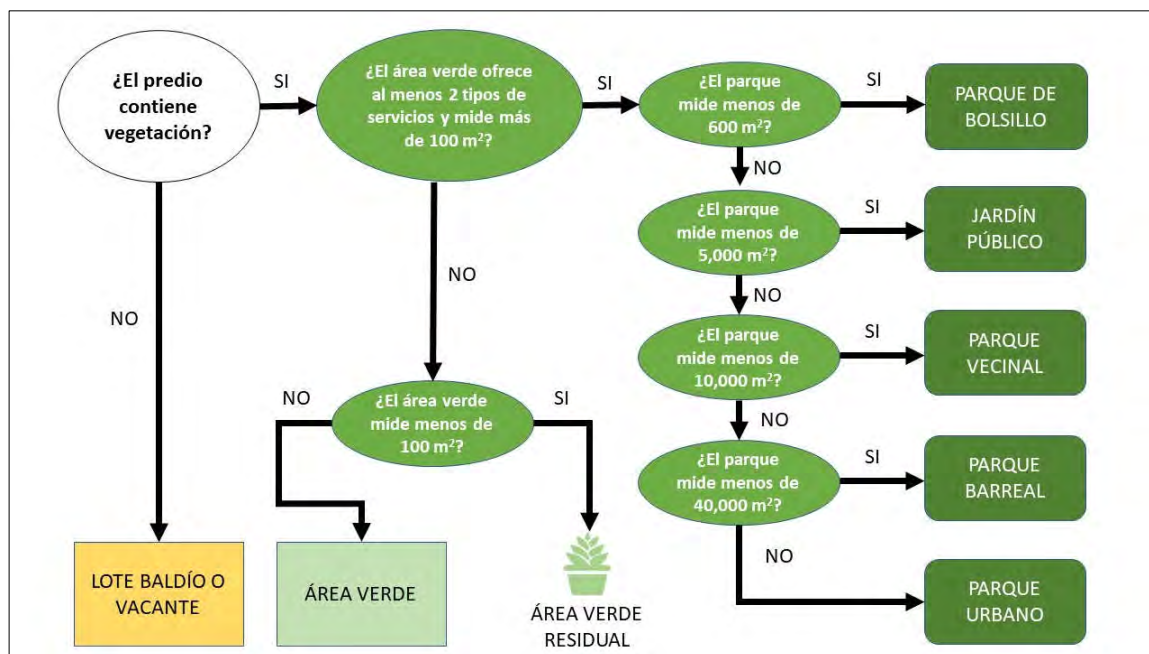 ¿El predio
contiene
vegetación?
SI
¿El área verde ofrece
al menos 2 tipos de
servicios y mide más
de 100 m²?
SI
¿El parque
mide menos de
600 m²?
SI
PARQUE DE
BOLSILLO
NO
¿El parque
mide menos de
5,000 m²?
SI
JARDÍN
PÚBLICO
NO
¿El parque
mide menos de
10,000 m²?
SI
PARQUE
VECINAL
NO
¿El parque
mide menos de
40,000 m²?
SI
PARQUE
BARREAL
NO
PARQUE
URBANO
NO
¿El área verde
mide menos de
100 m²?
NO
SI
ÁREA VERDE
ÁREA VERDE
RESIDUAL
NO
LOTE BALDÍO O
VACANTE